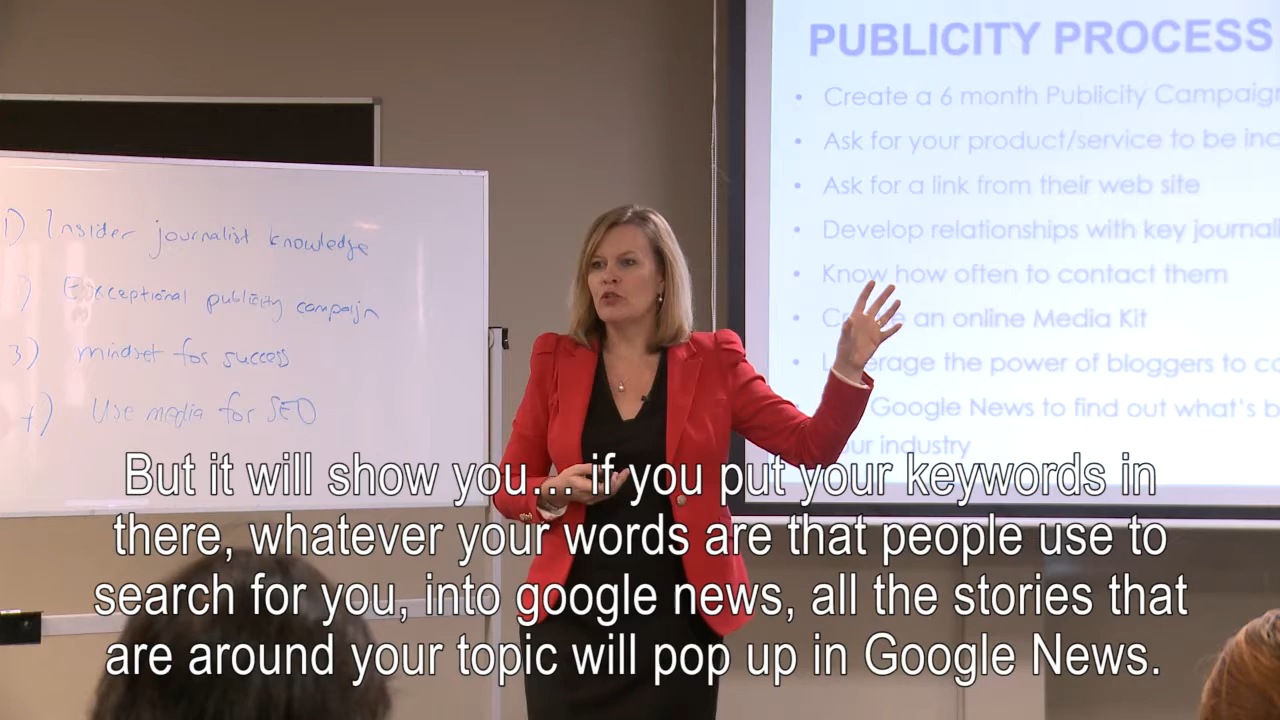 1) Insider journalist knowledge
) Exceptional publicity campaign
3) mindset for success
4) Use media for SEO
PUBLICITY PROCESS
• Create a 6 month Publicity Campaign
• Ask for your product/service to be inc
• Ask for a link from their web site
• Develop relationships with key journali
• Know how often to contact them
• an online Media Kit
• the power of bloggers to
Google News to find out what's b
industry
But it will show you... if you put your keywords in
there, whatever your words are that people use to
search for you, into google news, all the stories that
are around your topic will pop up in Google News.